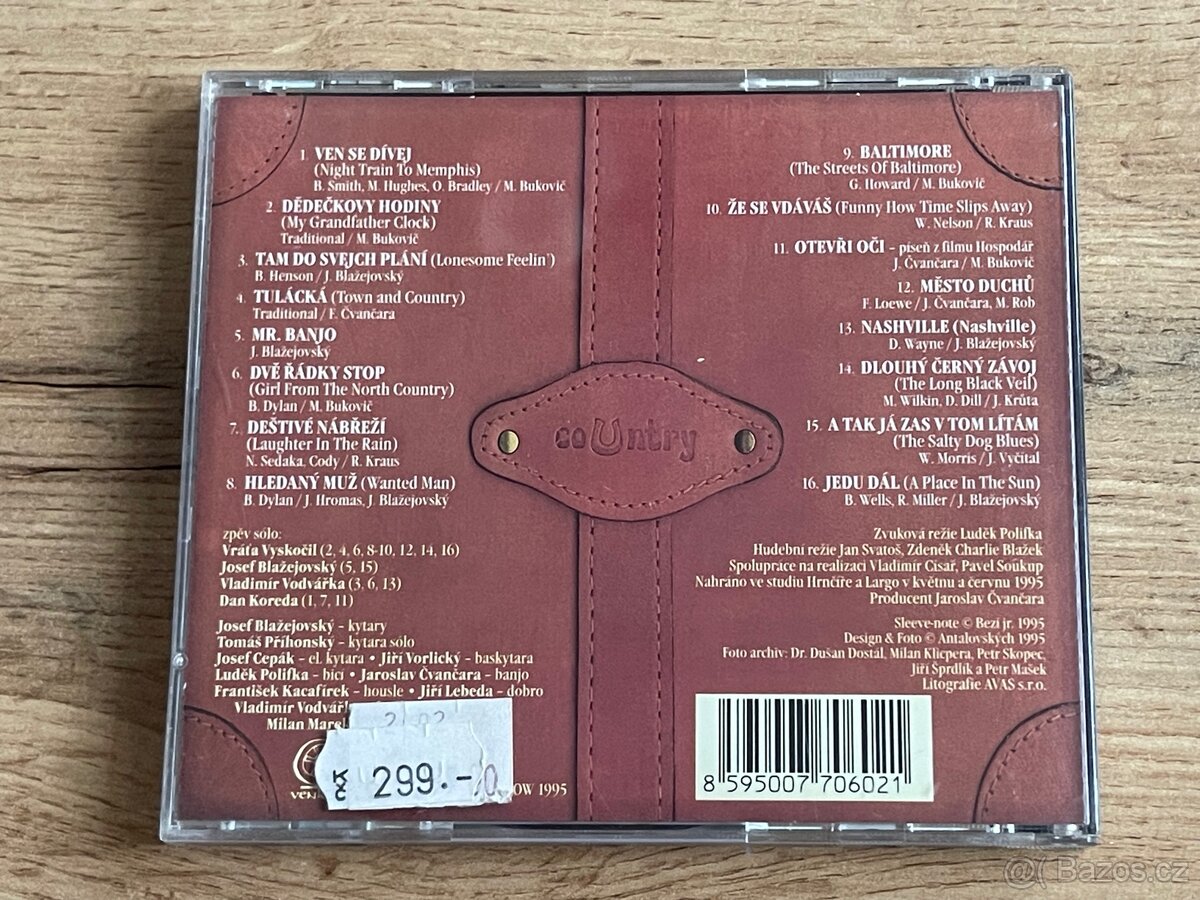 1. VEN SE DÍVEJ
(Night Train To Memphis)
B. Smith, M. Hughes, O. Bradley / M. Bukovič
2. DĚDEČKOVY HODINY
(My Grandfather Clock)
Traditional / M. Bukovič
3. TAM DO SVEJCH PLÁNÍ (Lonesome Feelin')
B. Henson / J. Blažejovský
4. TULÁCKÁ (Town and Country)
Traditional / F. Čvančara
5. MR. BANJO
J. Blažejovský
6. DVĚ ŘÁDKY STOP
(Girl From The North Country)
B. Dylan / M. Bukovič
7. DEŠTIVÉ NÁBŘEŽÍ
(Laughter In The Rain)
N. Sedaka, Cody / R. Kraus
8. HLEDANÝ MUŽ (Wanted Man)
B. Dylan / J. Hromas, J. Blažejovský
zpěv sólo:
Vráťa Vyskočil (2, 4, 6, 8-10, 12, 14, 16)
Josef Blažejovský (5, 15)
Vladimír Vodvářka (3, 6, 13)
Dan Koreda (1, 7, 11)
Josef Blažejovský - kytary
Tomáš Příhonský - kytara sólo
Josef Cepák - el. kytara • Jiří Vorlický - baskytara
Luděk Polifka - bicí • Jaroslav Čvančara - banjo
František Kacafírek - housle • Jiří Lebeda - dobro
Vladimír Vodvářk
Milan Marel
KČ 299.-
OW 1995
country
9. BALTIMORE
(The Streets Of Baltimore)
G. Howard / M. Bukovič
10. ŽE SE VDÁVÁŠ (Funny How Time Slips Away)
W. Nelson / R. Kraus
11. OTEVŘI OČI - píseň z filmu Hospodář
J. Čvančara / M. Bukovič
12. MĚSTO DUCHŮ
F. Loewe / J. Čvančara, M. Rob
13. NASHVILLE (Nashville)
D. Wayne / J. Blažejovský
14. DLOUHÝ ČERNÝ ZÁVOJ
(The Long Black Veil)
M. Wilkin, D. Dill / J. Krůta
15. A TAK JÁ ZAS V TOM LÍTÁM
(The Salty Dog Blues)
W. Morris / J. Vyčítal
16. JEDU DÁL (A Place In The Sun)
B. Wells, R. Miller / J. Blažejovský
Zvuková režie Luděk Polifka
Hudební režie Jan Svatoš, Zdeněk Charlie Blažek
Spolupráce na realizaci Vladimír Císař, Pavel Soukup
Nahráno ve studiu Hrnčíře a Largo v květnu a červnu 1995
Producent Jaroslav Čvančara
Sleeve-note © Bezi jr. 1995
Design & Foto © Antalovských 1995
Foto archiv: Dr. Dušan Dostál, Milan Klicpera, Petr Skopec,
Jiří Šprdlík a Petr Mašek
Litografie AVAS s.r.o.
8 595007 706021
Bazos.cz